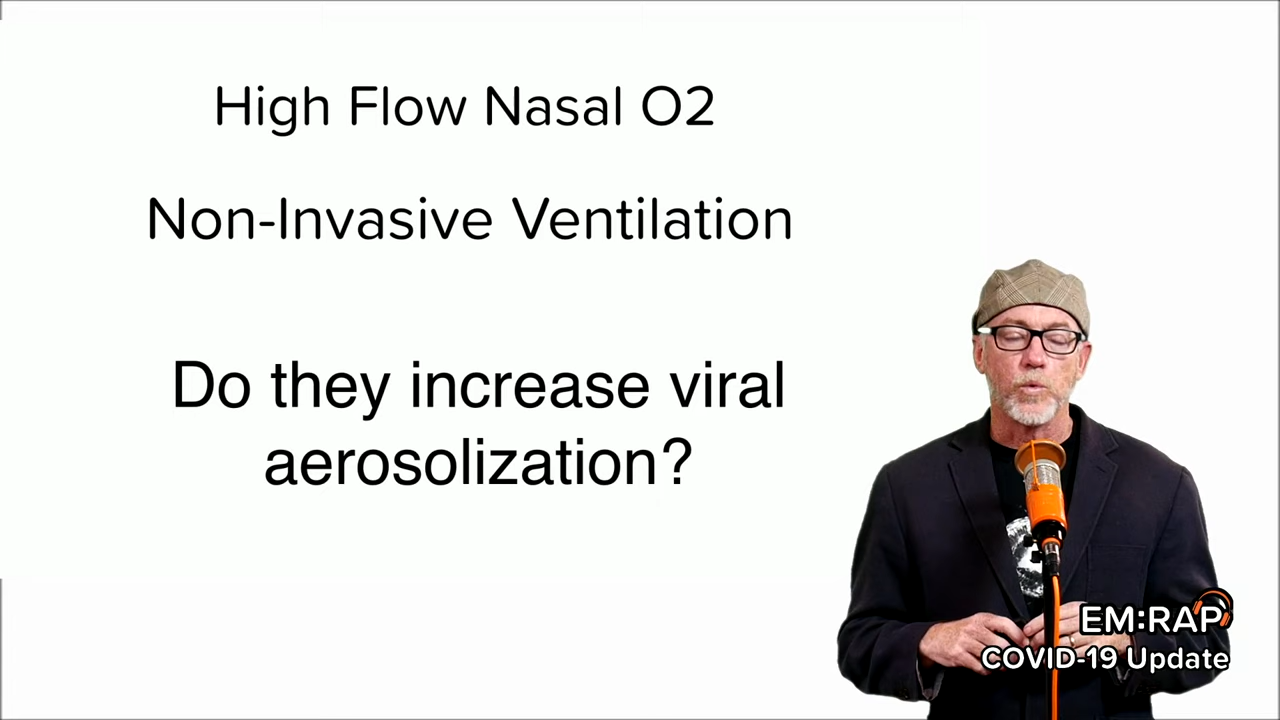 High Flow Nasal O2
Non-Invasive Ventilation
Do they increase viral
aerosolization?
EM:RAP
COVID-19 Update